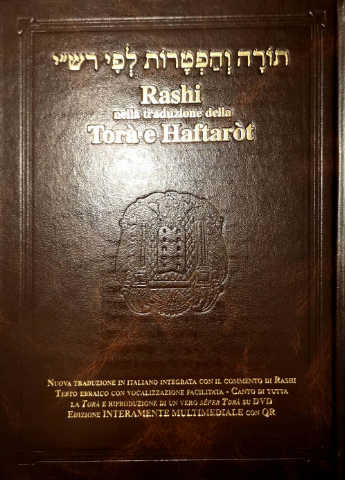 תּוֹרָה וְהַפְטָרוֹת לְפִי רש״י
Rashi
nella traduzione della
Torà e Haftaròt
NUOVA TRADUZIONE IN ITALIANO INTEGRATA CON IL COMMENTO DI RASHI
TESTO EBRAICO CON VOCALIZZAZIONE FACILITATA - CANTO DI TUTTA
LA TORÀ E RIPRODUZIONE DI UN VERO SÉFER TORÀ SU DVD
EDIZIONE INTERAMENTE MULTIMEDIALE CON QR